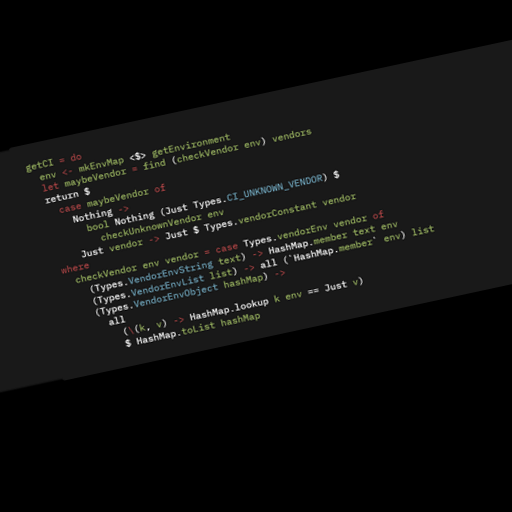 getCI = do
env <- mkEnvMap <$> getEnvironment
let maybeVendor = find (checkVendor env) vendors
return $
case maybeVendor of
Nothing ->
bool Nothing (Just Types.CI_UNKNOWN_VENDOR) $
checkUnknownVendor env
Just vendor -> Just $ Types.vendorConstant vendor
where
checkVendor env vendor = case Types.vendorEnv vendor of
(Types.VendorEnvString text) -> HashMap.member text env
(Types.VendorEnvList list) -> all (`HashMap.member` env) list
(Types.VendorEnvObject hashMap) ->
all
(\(k, v) -> HashMap.lookup k env == Just v)
$ HashMap.toList hashMap